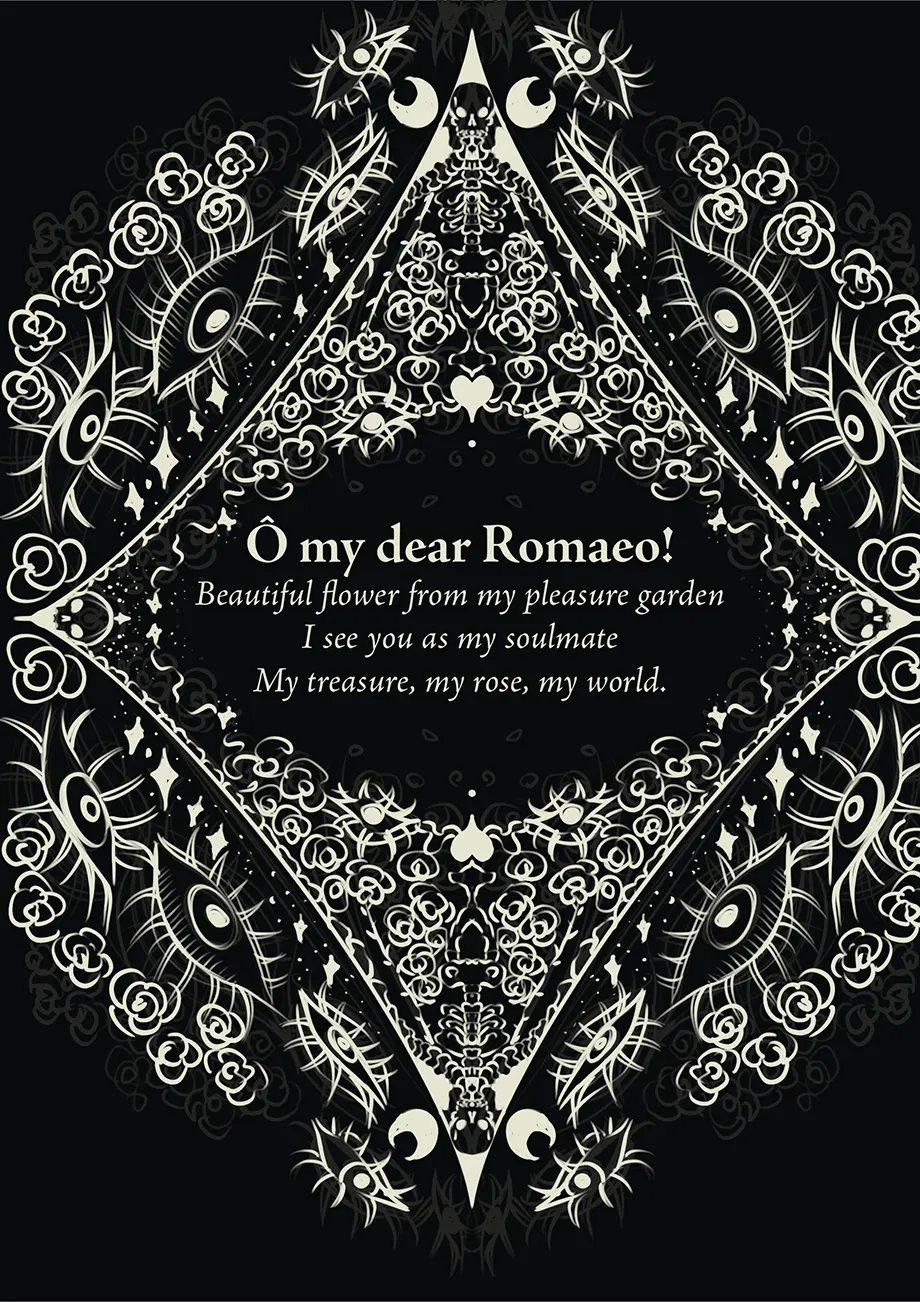 Ô my dear Romaeo!
Beautiful flower from my pleasure garden
I see you as my soulmate
My treasure, my rose, my world.